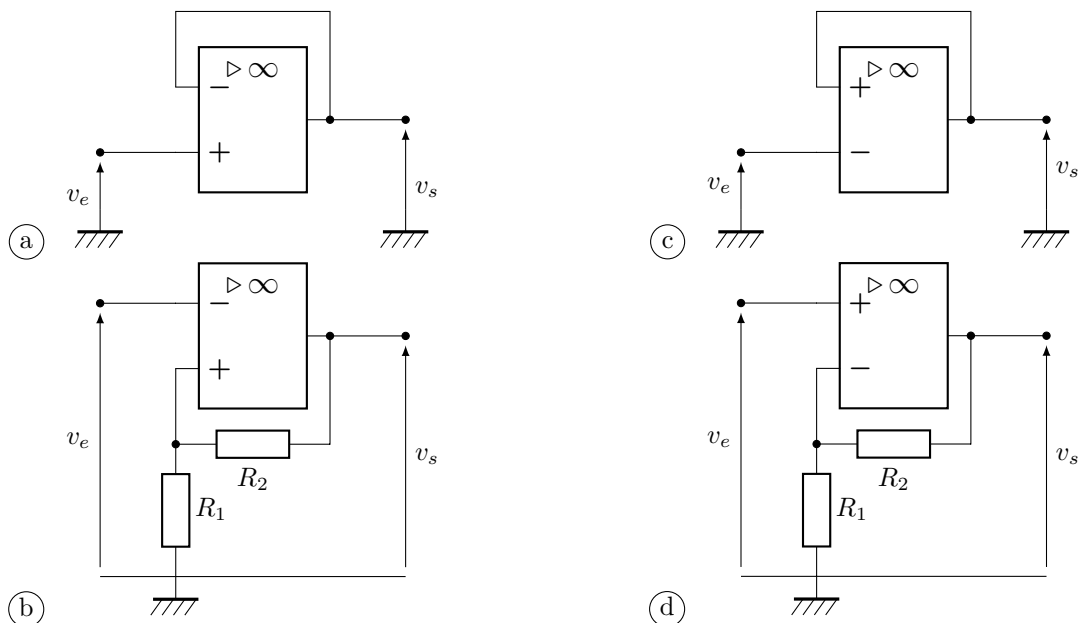 ▷ ∞
−
+
v_e
v_s
a
▷ ∞
+
−
v_e
v_s
c
▷ ∞
−
+
v_e
v_s
R_2
R_1
b
▷ ∞
+
−
v_e
v_s
R_2
R_1
d